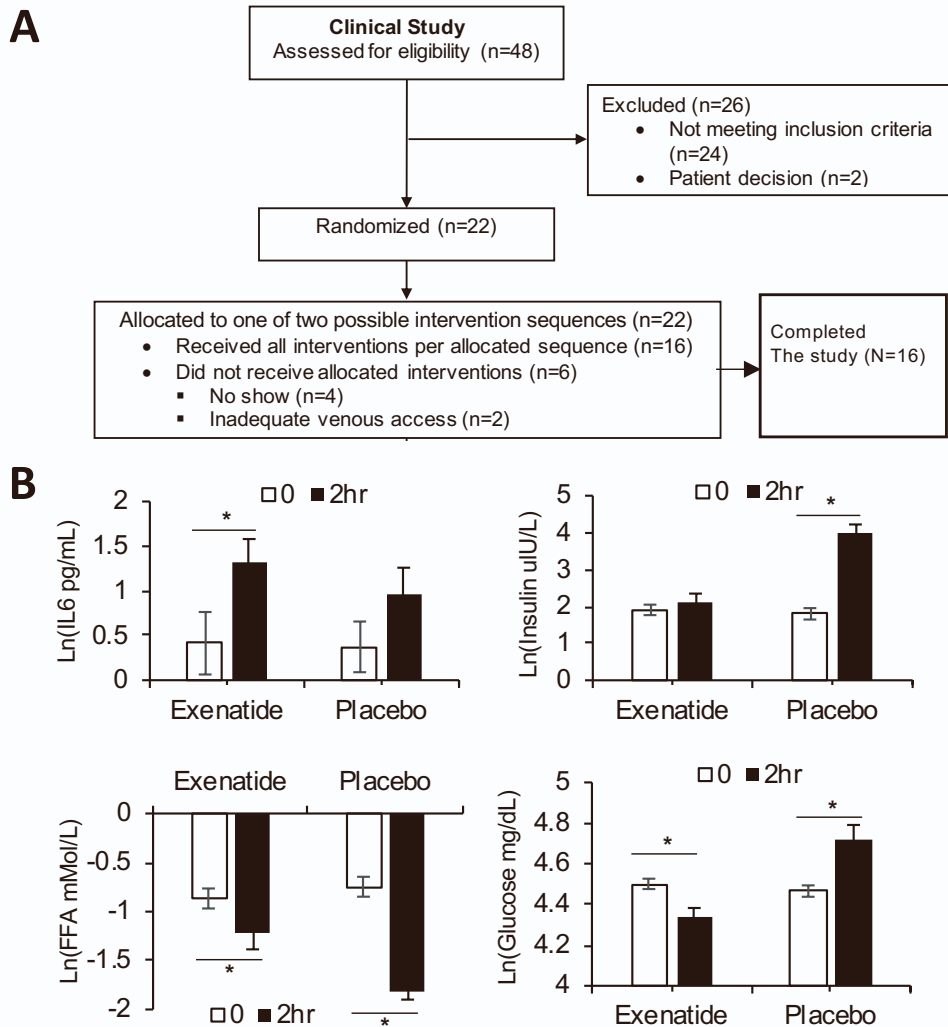 A
Clinical Study
Assessed for eligibility (n=48)
Excluded (n=26)
• Not meeting inclusion criteria
(n=24)
• Patient decision (n=2)
Randomized (n=22)
Allocated to one of two possible intervention sequences (n=22)
• Received all interventions per allocated sequence (n=16)
• Did not receive allocated interventions (n=6)
▪ No show (n=4)
▪ Inadequate venous access (n=2)
Completed
The study (N=16)
B
Ln(IL6 pg/mL)
2
1.5
1
0.5
0
0 2hr
*
Exenatide Placebo
Ln(Insulin uIU/L)
5
4
3
2
1
0
0 2hr
*
Exenatide Placebo
Ln(FFA mMol/L)
Exenatide Placebo
0
-0.5
-1
-1.5
-2
*
*
0 2hr
Ln(Glucose mg/dL)
5
4.8
4.6
4.4
4.2
4
0 2hr
*
*
Exenatide Placebo